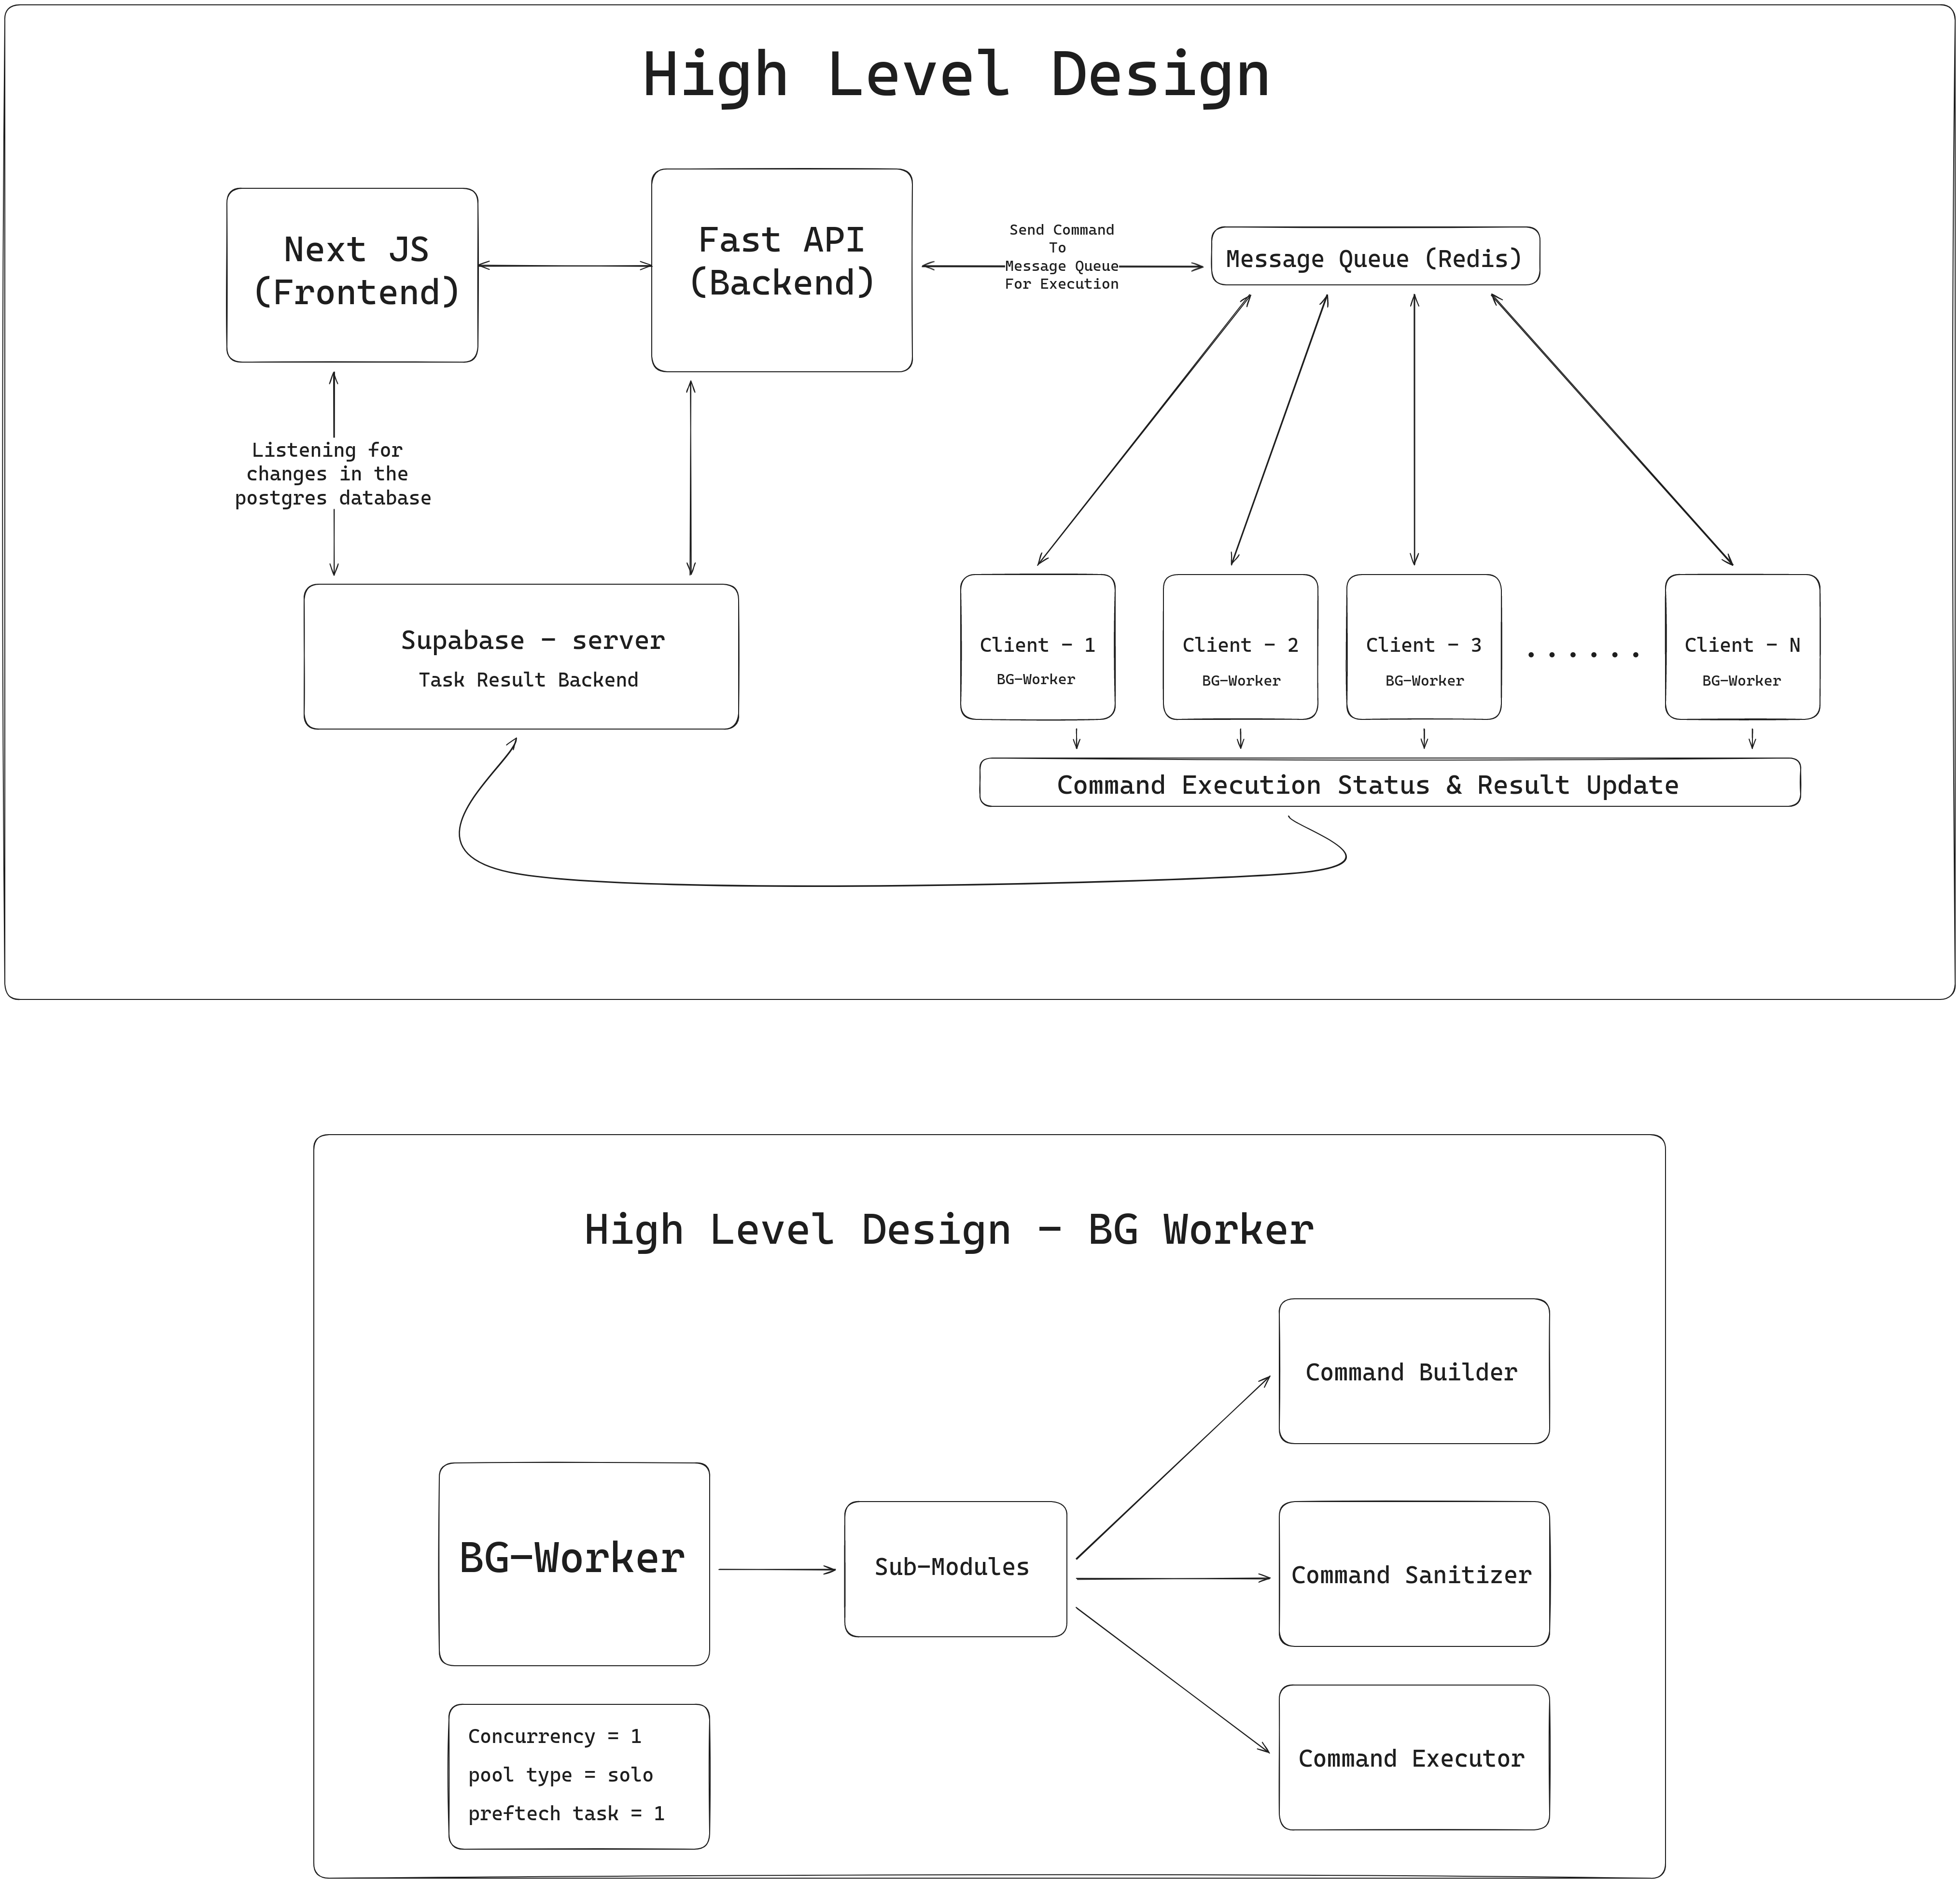 High Level Design
Next JS
(Frontend)
Fast API
(Backend)
Send Command
To
Message Queue
For Execution
Message Queue (Redis)
Listening for
changes in the
postgres database
Supabase - server
Task Result Backend
Client - 1
BG-Worker
Client - 2
BG-Worker
Client - 3
BG-Worker
......
Client - N
BG-Worker
Command Execution Status & Result Update
High Level Design - BG Worker
BG-Worker
Sub-Modules
Command Builder
Command Sanitizer
Command Executor
Concurrency = 1
pool type = solo
preftech task = 1